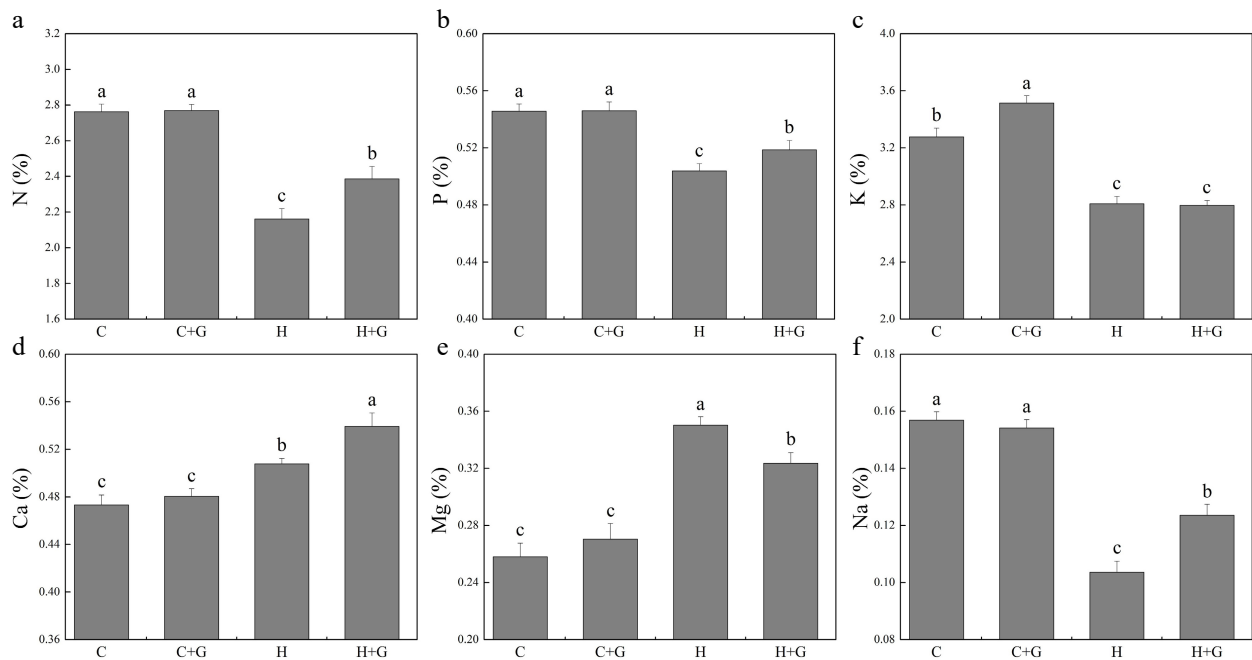 a
N (%)
3.2
3.0
2.8
2.6
2.4
2.2
2.0
1.8
1.6
a
a
c
b
C
C+G
H
H+G
b
P (%)
0.60
0.56
0.52
0.48
0.44
0.40
a
a
c
b
C
C+G
H
H+G
c
K (%)
4.0
3.6
3.2
2.8
2.4
2.0
b
a
c
c
C
C+G
H
H+G
d
Ca (%)
0.60
0.52
0.48
0.44
0.40
0.36
c
c
b
a
C
C+G
H
H+G
e
Mg (%)
0.40
0.36
0.32
0.28
0.24
0.20
c
c
a
b
C
C+G
H
H+G
f
Na (%)
0.18
0.16
0.14
0.12
0.10
0.08
a
a
c
b
C
C+G
H
H+G